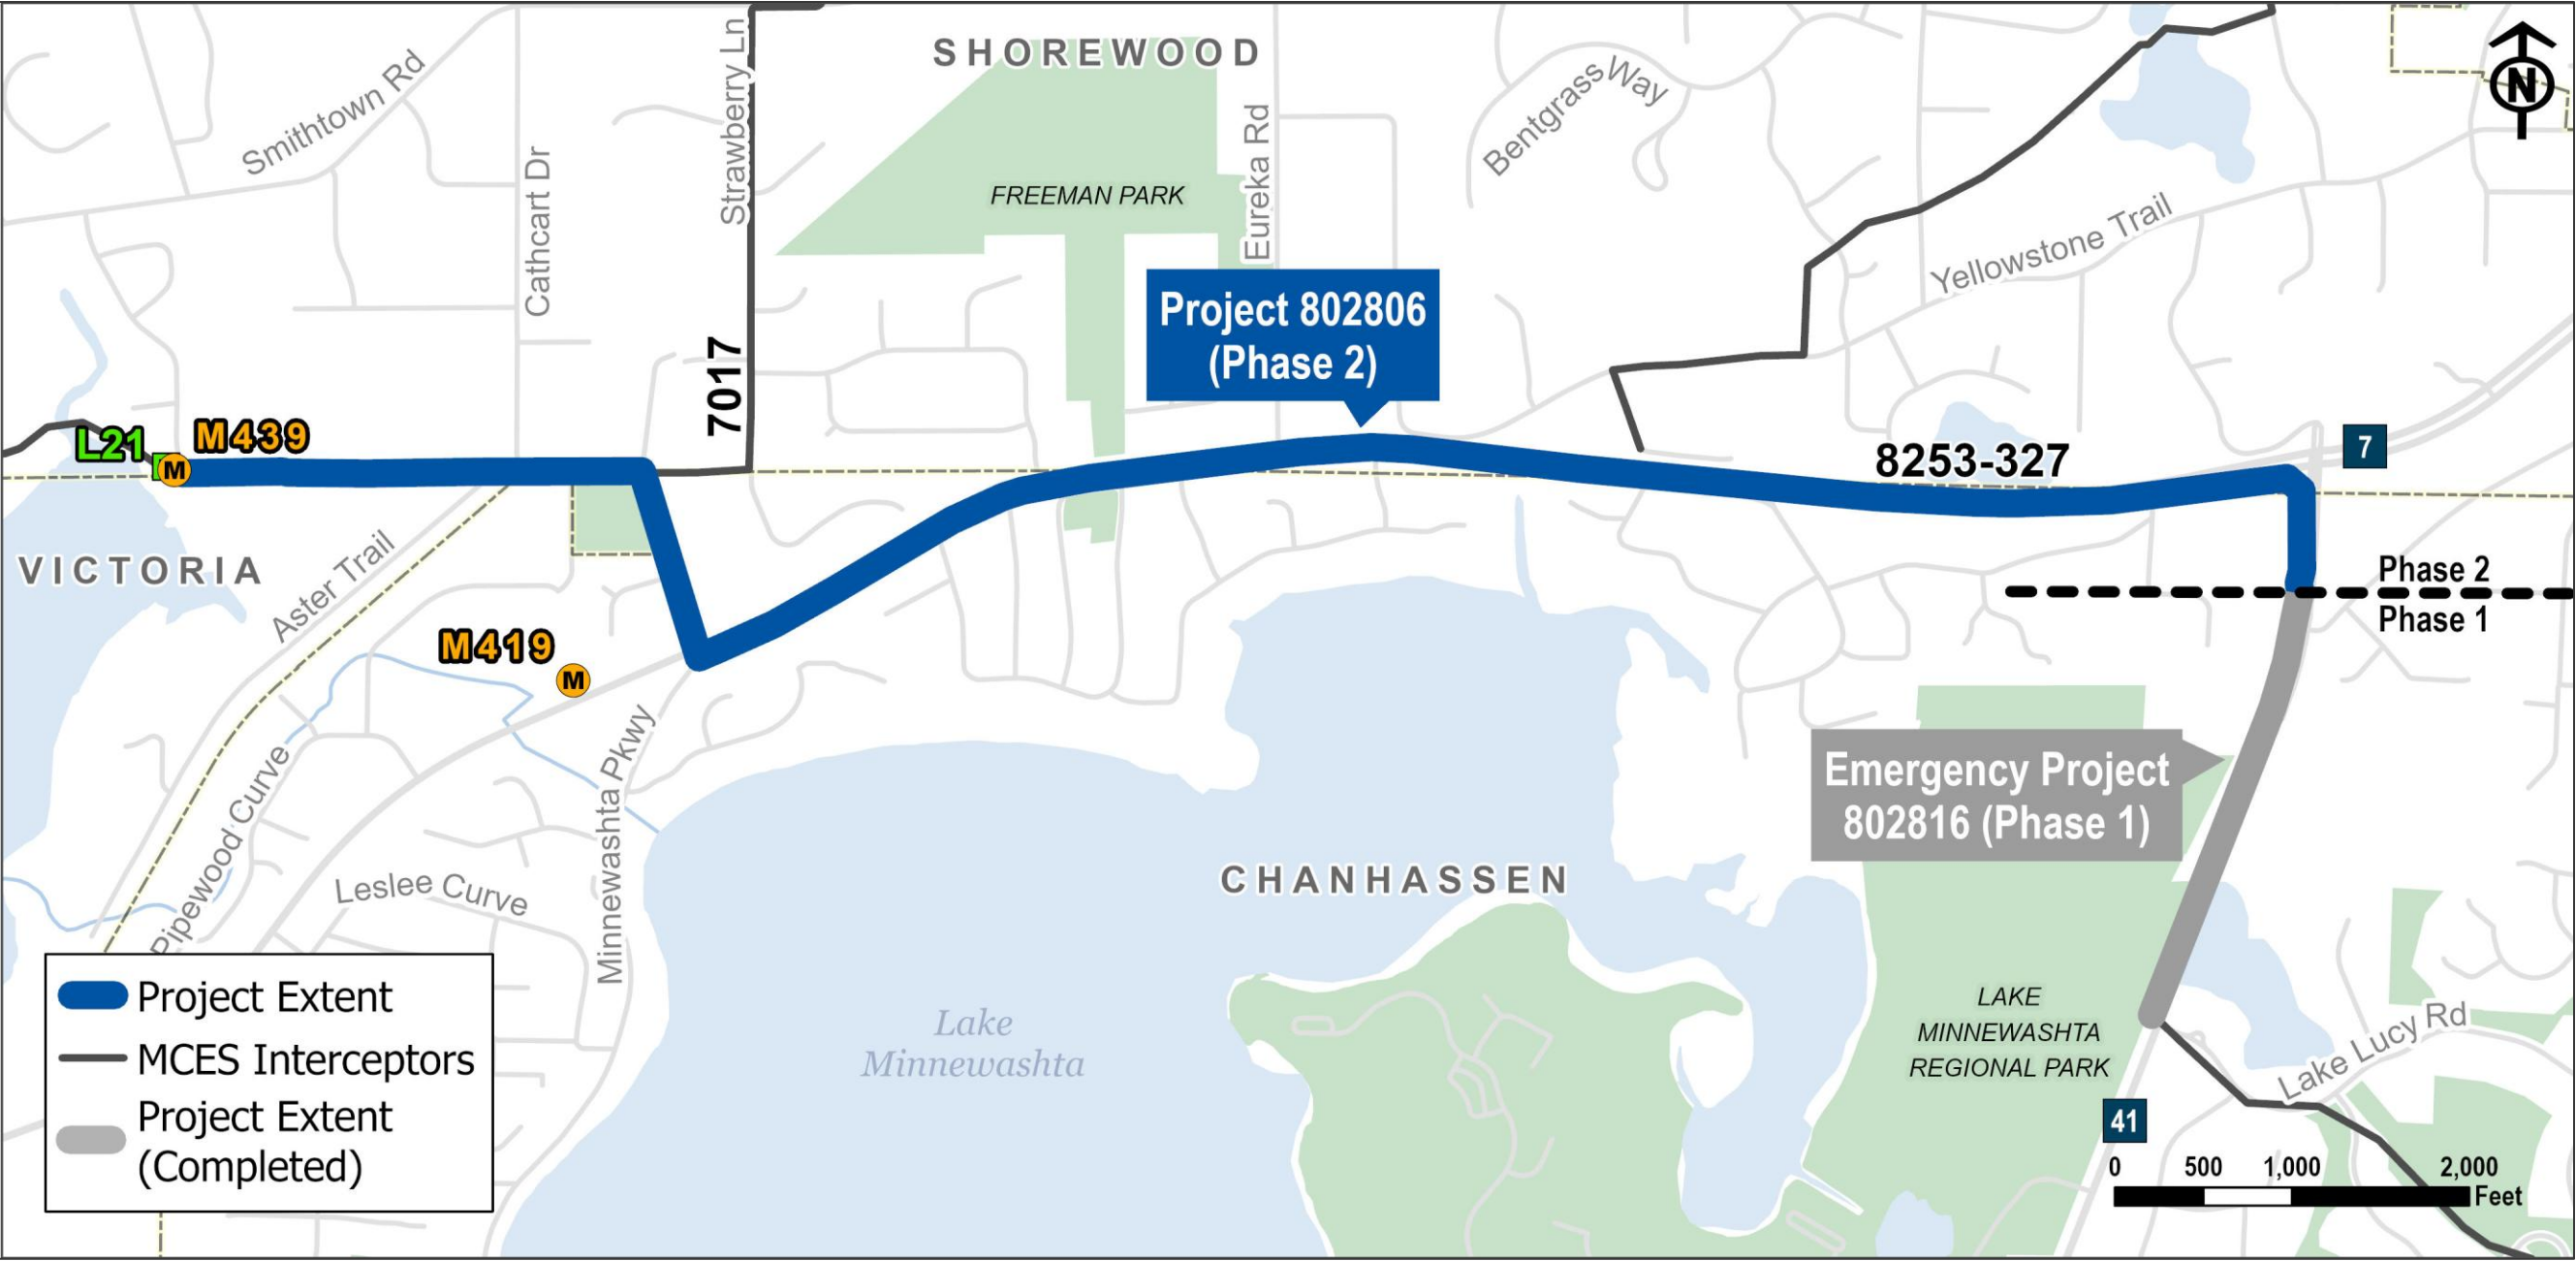 SHOREWOOD
N
Smithtown Rd
Cathcart Dr
Strawberry Ln
FREEMAN PARK
Eureka Rd
Bentgrass Way
Yellowstone Trail
Project 802806
(Phase 2)
7017
L21
M439
M
8253-327
7
VICTORIA
Aster Trail
Phase 2
Phase 1
M419
M
Minnewashta Pkwy
Pipewood Curve
Leslee Curve
Emergency Project
802816 (Phase 1)
CHANHASSEN
Lake
Minnewashta
LAKE
MINNEWASHTA
REGIONAL PARK
Lake Lucy Rd
41
Project Extent
MCES Interceptors
Project Extent
(Completed)
0 500 1,000 2,000
Feet